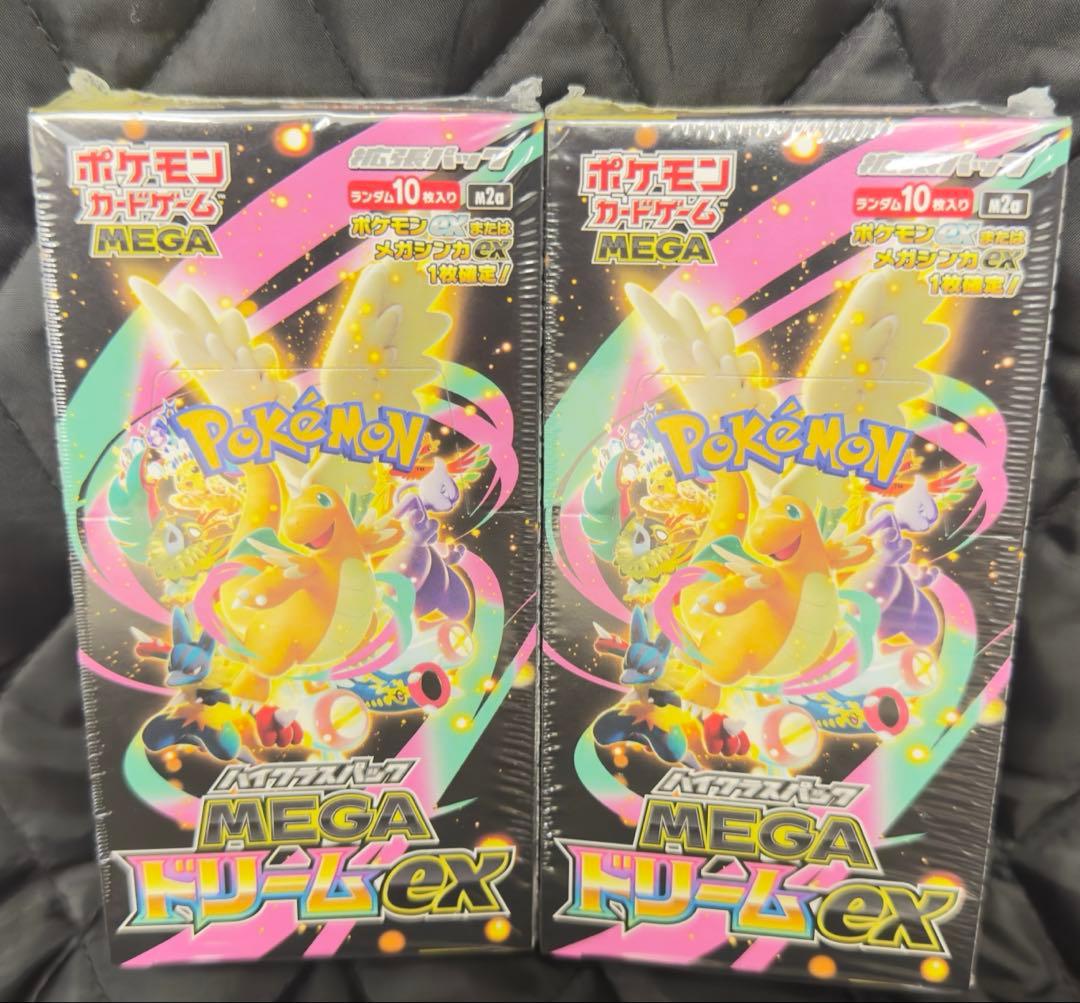 ポケモン
カードゲーム
MEGA
拡張パック
ランダム10枚入り M2a
ポケモンexまたは
メガシンカex
1枚確定!
POKéMON
ハイクラスパック
MEGA
ドリームex
ポケモン
カードゲーム
MEGA
拡張パック
ランダム10枚入り M2a
ポケモンexまたは
メガシンカex
1枚確定!
POKéMON
ハイクラスパック
MEGA
ドリームex